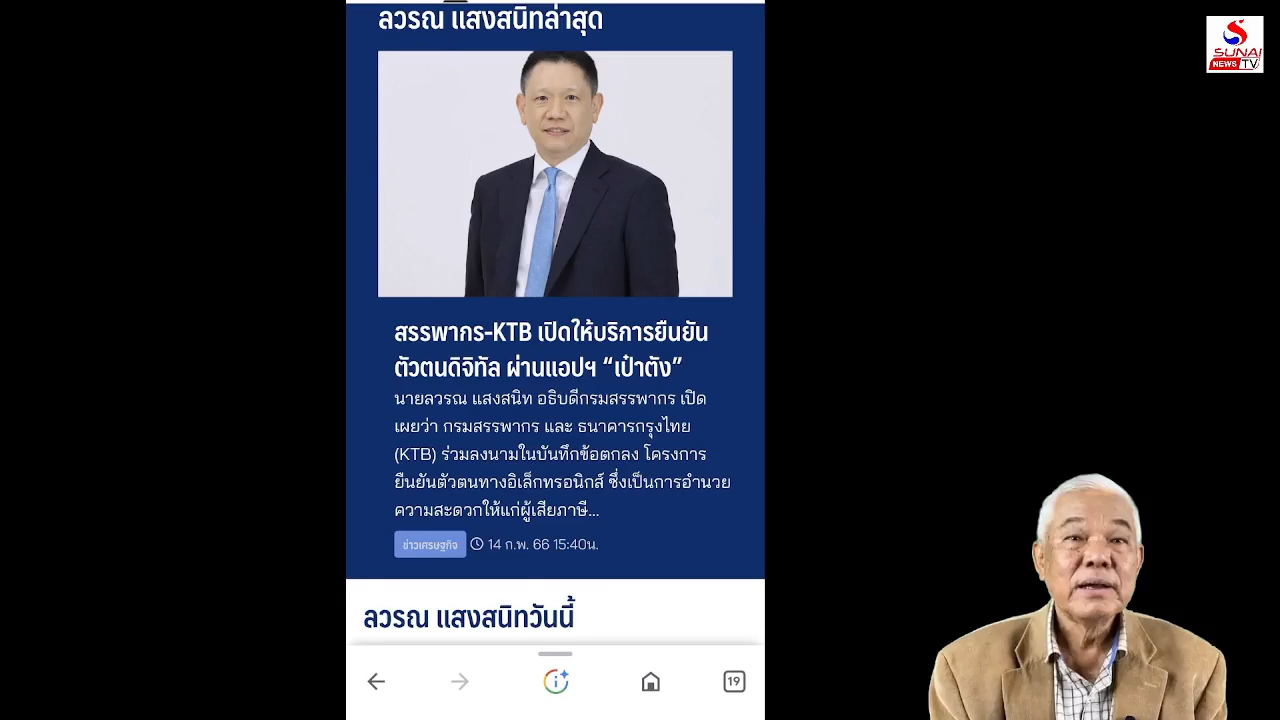 ลวรณ แสงสนิทล่าสุด
SUNAI
NEWS TV
สรรพากร-KTB เปิดให้บริการยืนยัน
ตัวตนดิจิทัล ผ่านแอปฯ “เป๋าตัง”
นายลวรณ แสงสนิท อธิบดีกรมสรรพากร เปิด
เผยว่า กรมสรรพากร และ ธนาคารกรุงไทย
(KTB) ร่วมลงนามในบันทึกข้อตกลง โครงการ
ยืนยันตัวตนทางอิเล็กทรอนิกส์ ซึ่งเป็นการอำนวย
ความสะดวกให้แก่ผู้เสียภาษี...
ข่าวเศรษฐกิจ 14 ก.พ. 66 15:40น.
ลวรณ แสงสนิทวันนี้
19